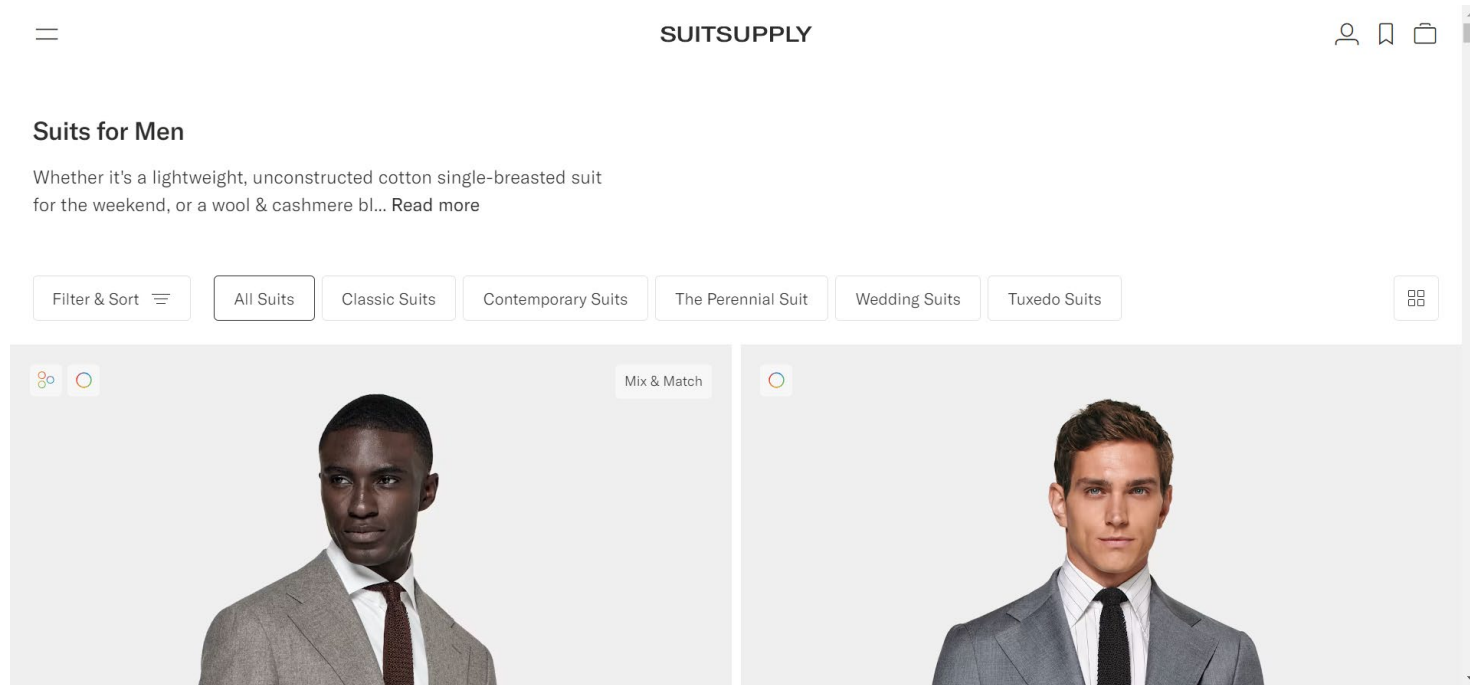 SUITSUPPLY
Suits for Men
Whether it's a lightweight, unconstructed cotton single-breasted suit
for the weekend, or a wool & cashmere bl... Read more
Filter & Sort
All Suits
Classic Suits
Contemporary Suits
The Perennial Suit
Wedding Suits
Tuxedo Suits
Mix & Match